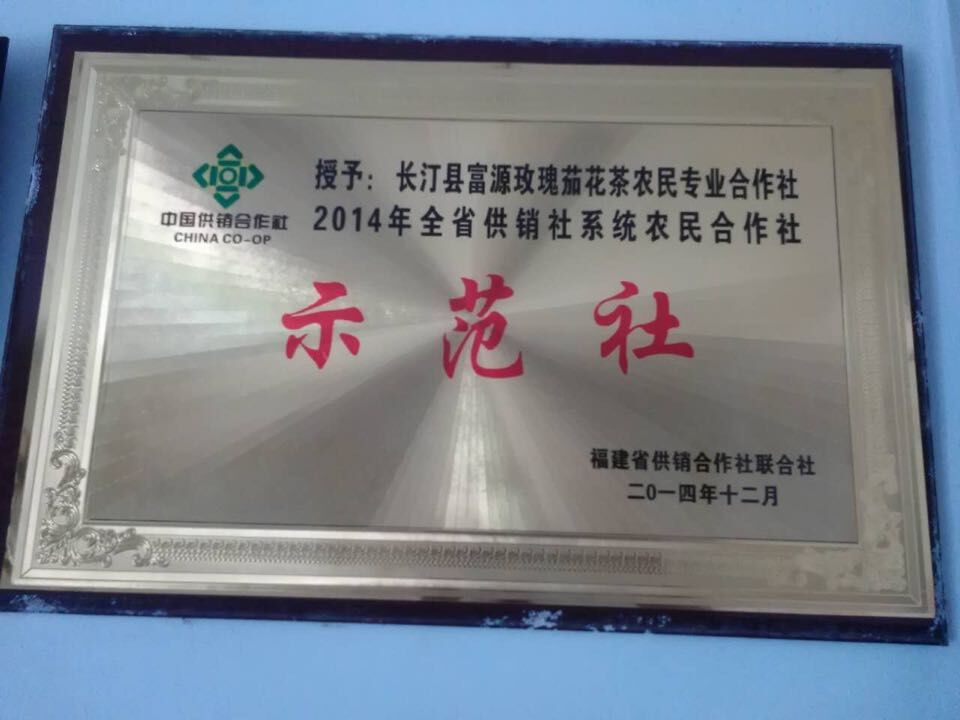 中国供销合作社
CHINA CO-OP
授予：长汀县富源玫瑰茄花茶农民专业合作社
2014年全省供销社系统农民合作社
示范社
福建省供销合作社联合社
二0一四年十二月